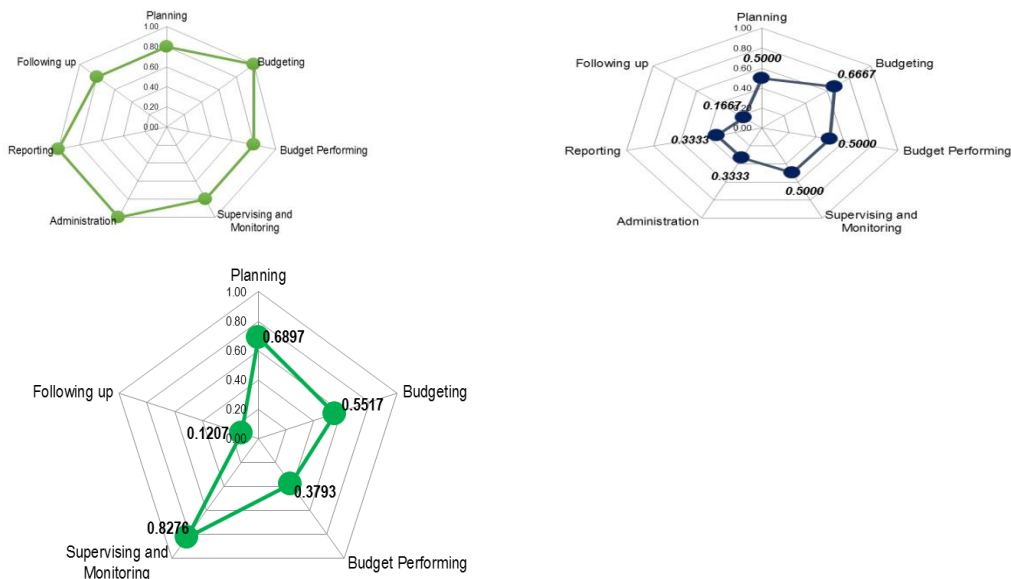 Planning
1.00
0.80
0.60
0.40
0.20
0.00
Following up
Budgeting
Reporting
Budget Performing
Administration
Supervising and
Monitoring
Planning
1.00
0.80
0.60
0.40
0.20
0.00
0.5000
0.6667
0.5000
0.5000
0.3333
0.3333
0.1667
Following up
Budgeting
Reporting
Budget Performing
Administration
Supervising and
Monitoring
Planning
1.00
0.80
0.60
0.40
0.20
0.00
0.6897
0.5517
0.3793
0.8276
0.1207
Following up
Budgeting
Supervising and
Monitoring
Budget Performing